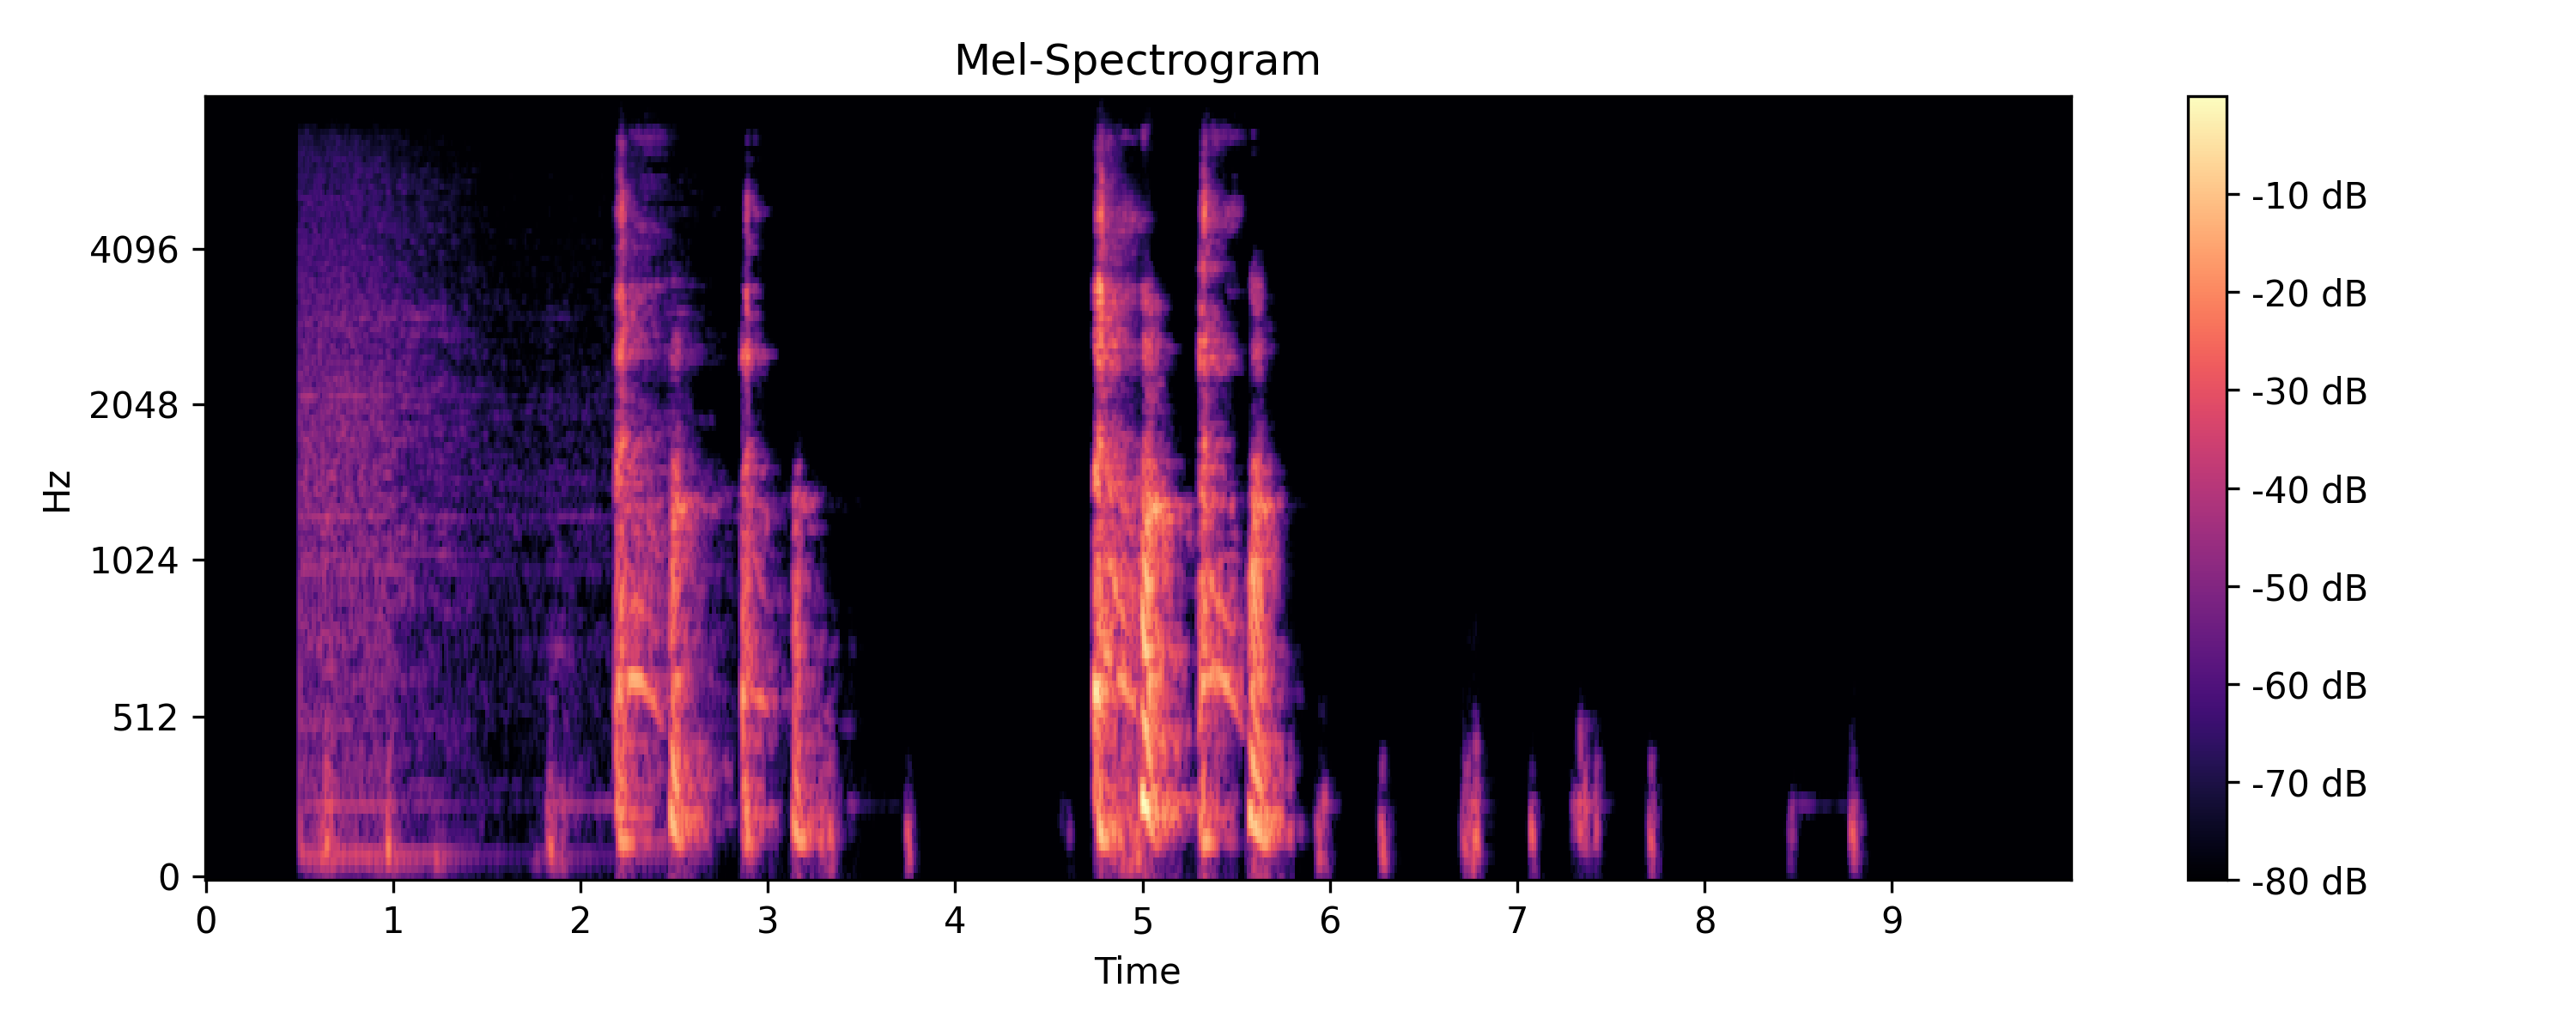 Mel-Spectrogram
Hz
4096
2048
1024
512
0
0 1 2 3 4 5 6 7 8 9
Time
-10 dB
-20 dB
-30 dB
-40 dB
-50 dB
-60 dB
-70 dB
-80 dB